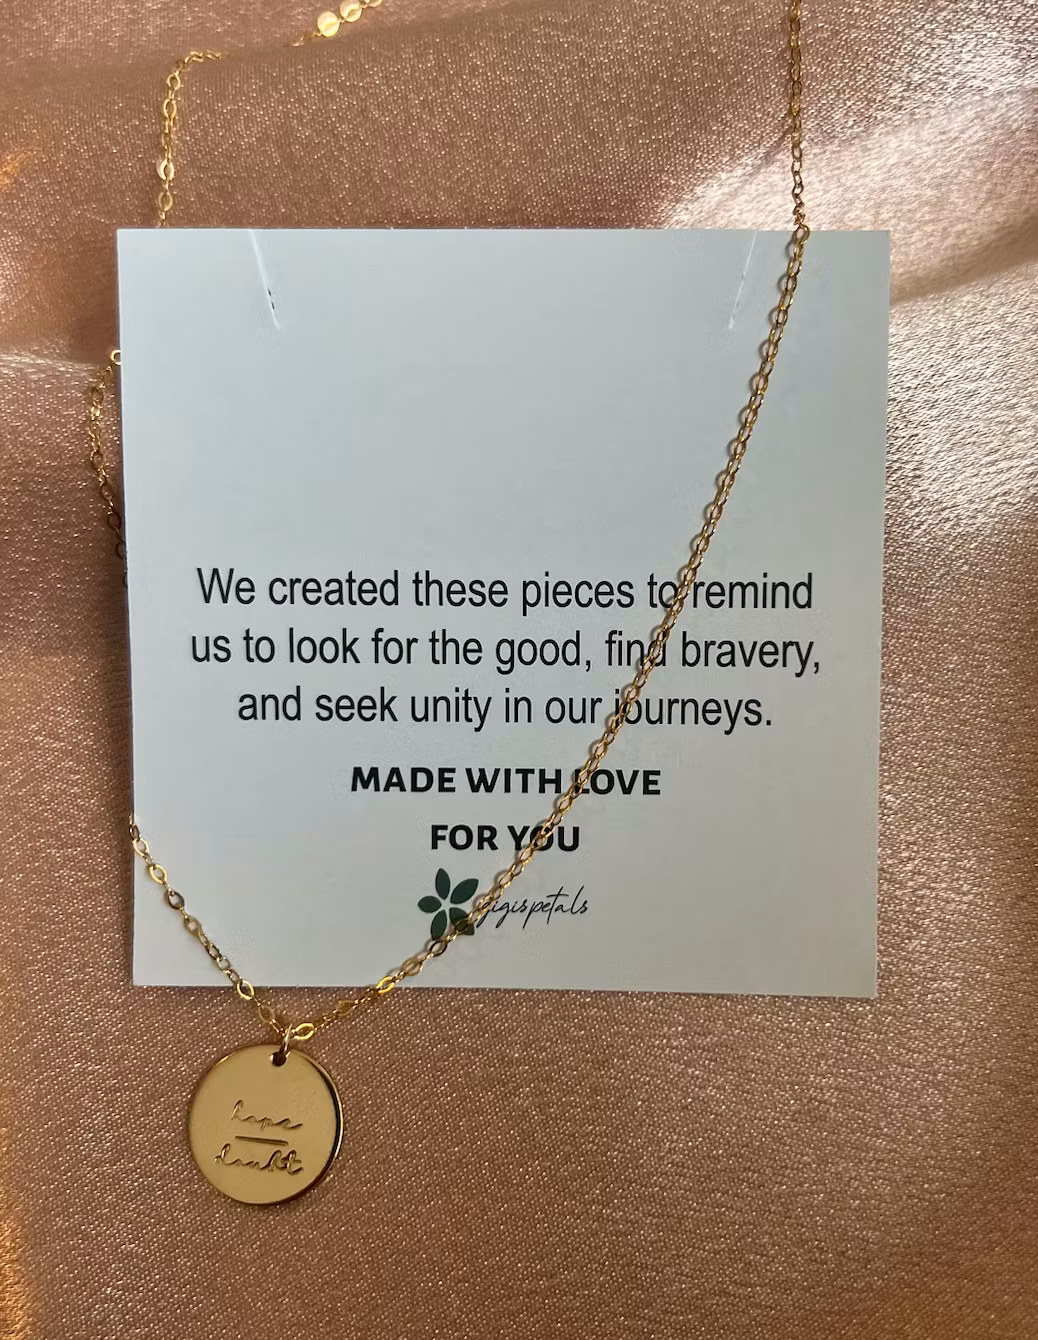 We created these pieces to remind
us to look for the good, find bravery,
and seek unity in our journeys.
MADE WITH LOVE
FOR YOU
gigispetals
hope
doubt